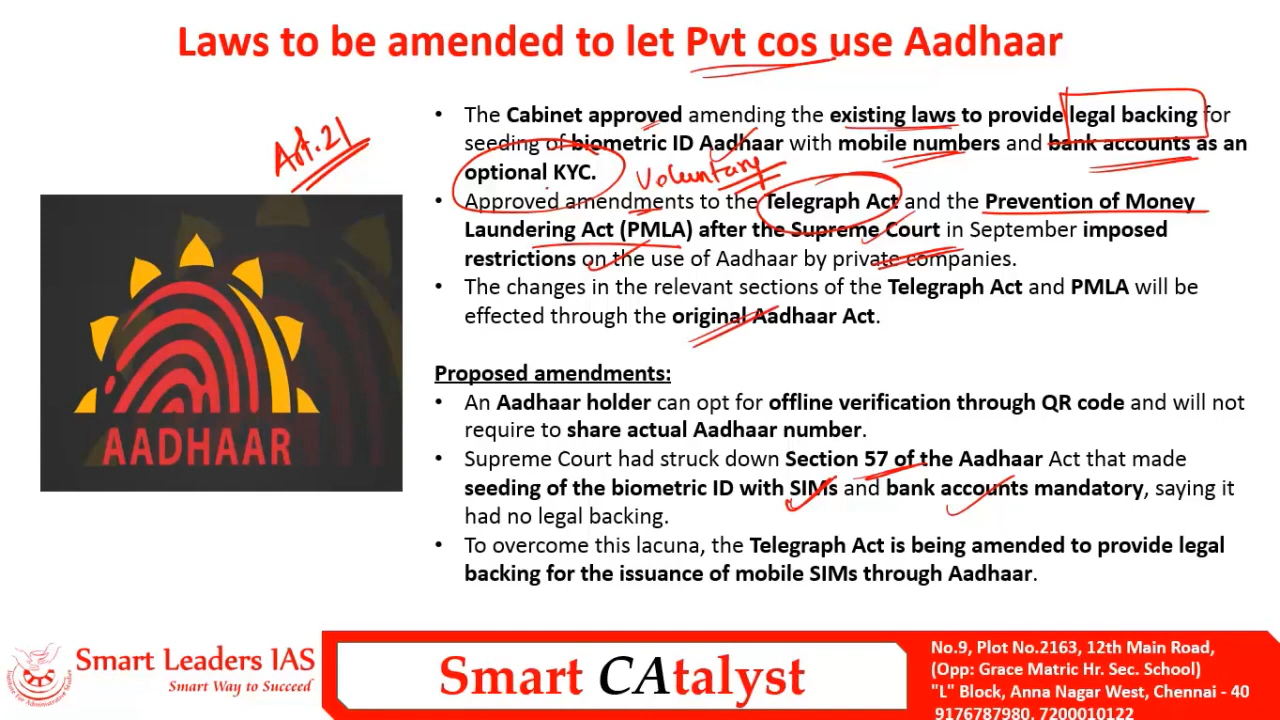 Laws to be amended to let Pvt cos use Aadhaar
Art.21
• The Cabinet approved amending the existing laws to provide legal backing for
seeding of biometric ID Aadhaar with mobile numbers and bank accounts as an
optional KYC.
Voluntary
• Approved amendments to the Telegraph Act and the Prevention of Money
Laundering Act (PMLA) after the Supreme Court in September imposed
restrictions on the use of Aadhaar by private companies.
• The changes in the relevant sections of the Telegraph Act and PMLA will be
effected through the original Aadhaar Act.
AADHAAR
Proposed amendments:
• An Aadhaar holder can opt for offline verification through QR code and will not
require to share actual Aadhaar number.
• Supreme Court had struck down Section 57 of the Aadhaar Act that made
seeding of the biometric ID with SIMs and bank accounts mandatory, saying it
had no legal backing.
• To overcome this lacuna, the Telegraph Act is being amended to provide legal
backing for the issuance of mobile SIMs through Aadhaar.
Smart Leaders IAS
Smart Way to Succeed
Smart CAtalyst
No.9, Plot No.2163, 12th Main Road,
(Opp: Grace Matric Hr. Sec. School)
"L" Block, Anna Nagar West, Chennai - 40
9176787980, 7200010122